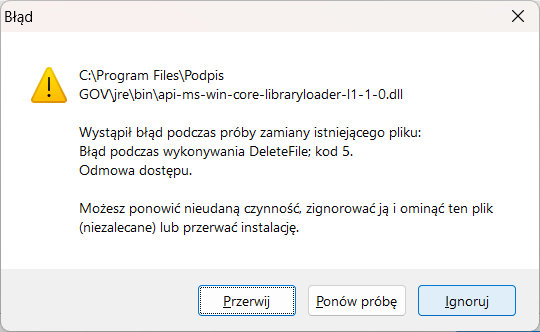 Błąd
C:\Program Files\Podpis
GOV\jre\bin\api-ms-win-core-libraryloader-l1-1-0.dll
Wystąpił błąd podczas próby zamiany istniejącego pliku:
Błąd podczas wykonywania DeleteFile; kod 5.
Odmowa dostępu.
Możesz ponowić nieudaną czynność, zignorować ją i ominąć ten plik
(niezalecane) lub przerwać instalację.
Przerwij
Ponów próbę
Ignoruj